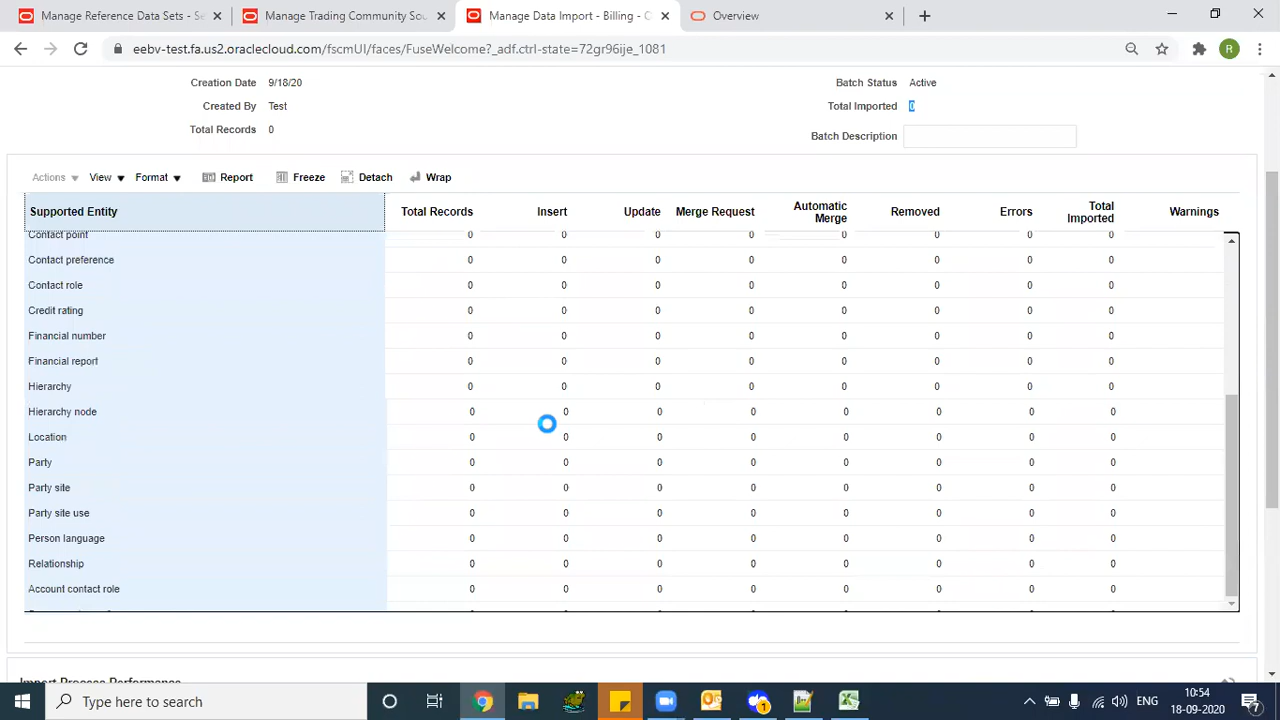 Manage Reference Data Sets - S
Manage Trading Community Sou
Manage Data Import - Billing - O
Overview
eebv-test.fa.us2.oraclecloud.com/fscmUI/faces/FuseWelcome?_adf.ctrl-state=72gr96ije_1081
R
Creation Date 9/18/20
Batch Status Active
Created By Test
Total Imported 0
Total Records 0
Batch Description
Actions View Format Report Freeze Detach Wrap
Supported Entity Total Records Insert Update Merge Request Automatic Merge Removed Errors Total Imported Warnings
Contact point 0 0 0 0 0 0 0 0
Contact preference 0 0 0 0 0 0 0 0
Contact role 0 0 0 0 0 0 0 0
Credit rating 0 0 0 0 0 0 0 0
Financial number 0 0 0 0 0 0 0 0
Financial report 0 0 0 0 0 0 0 0
Hierarchy 0 0 0 0 0 0 0 0
Hierarchy node 0 0 0 0 0 0 0 0
Location 0 0 0 0 0 0 0 0
Party 0 0 0 0 0 0 0 0
Party site 0 0 0 0 0 0 0 0
Party site use 0 0 0 0 0 0 0 0
Person language 0 0 0 0 0 0 0 0
Relationship 0 0 0 0 0 0 0 0
Account contact role 0 0 0 0 0 0 0 0
Import Process Performance
Type here to search
1
ENG
10:54
18-09-2020
7